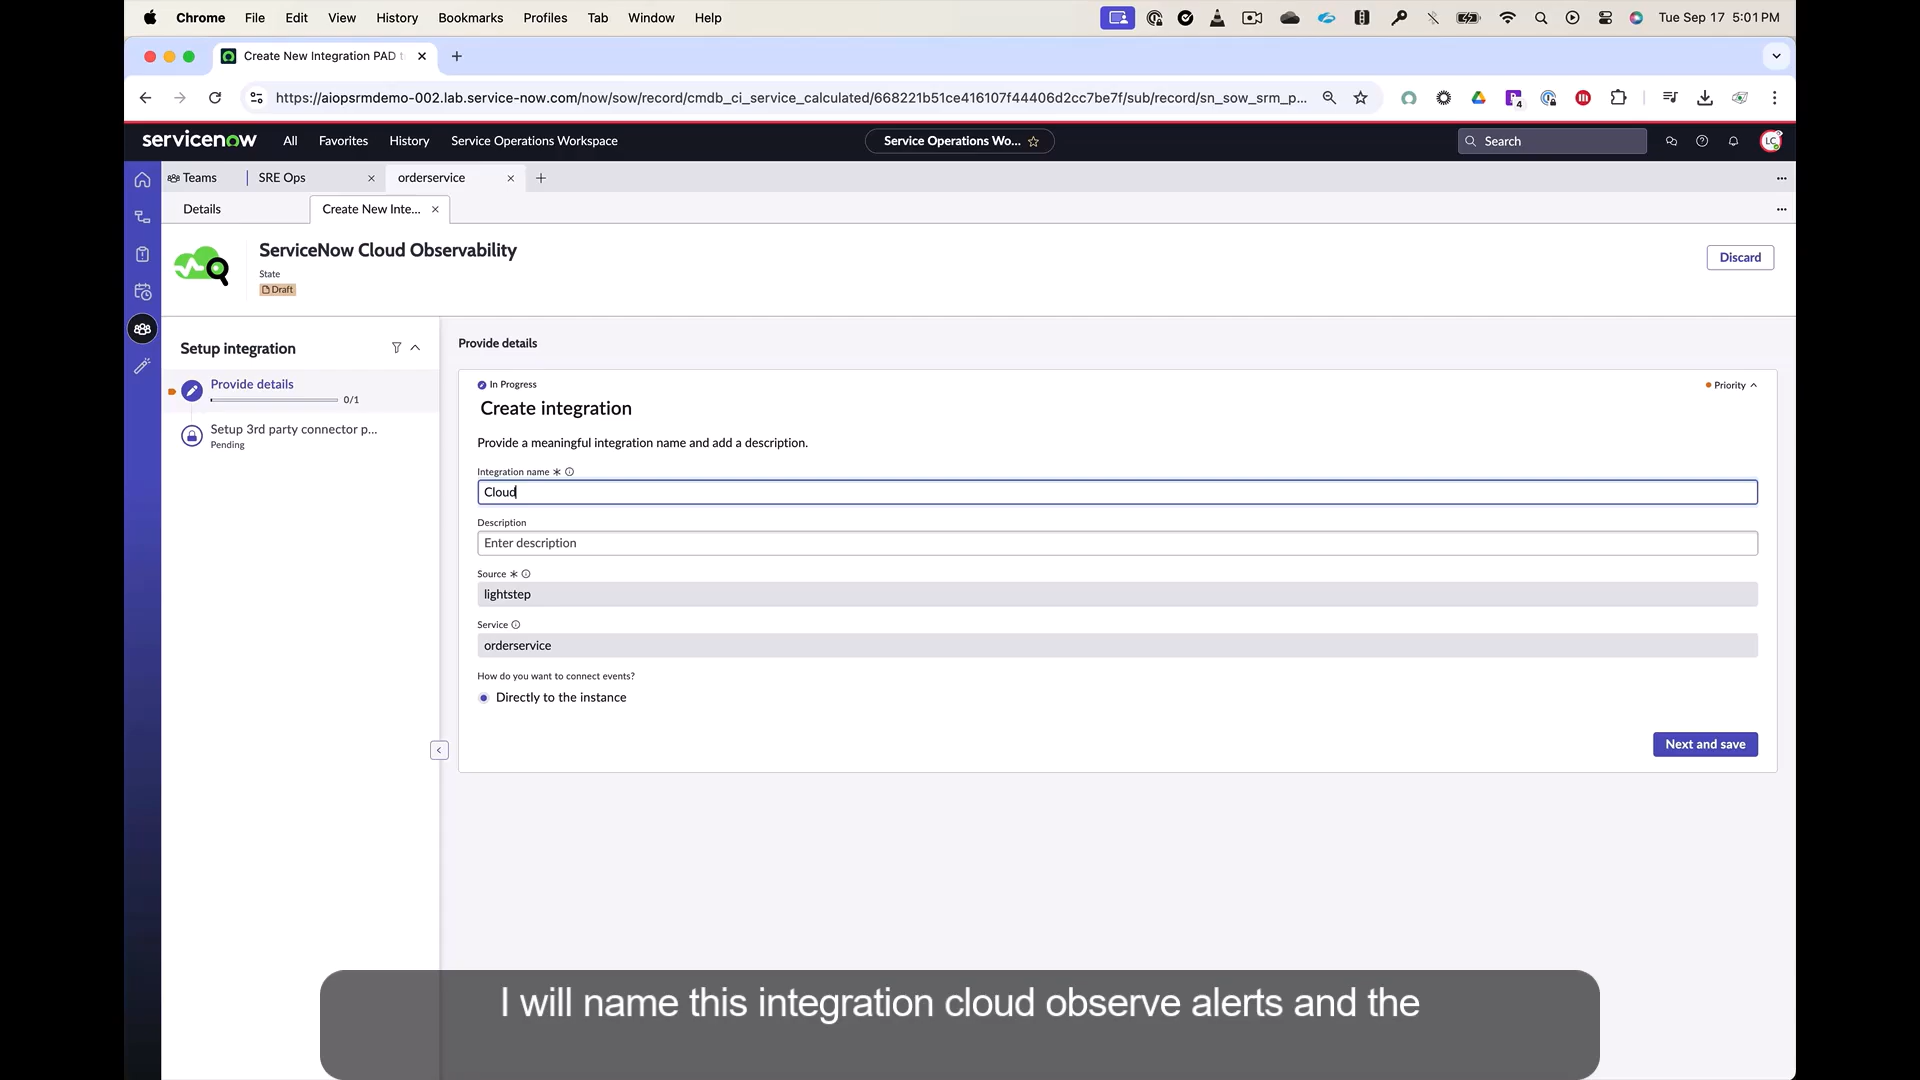 Chrome File Edit View History Bookmarks Profiles Tab Window Help Tue Sep 17 5:01 PM
Create New Integration PAD
https://aiopsrmdemo-002.lab.service-now.com/now/sow/record/cmdb_ci_service_calculated/668221b51ce416107f44406d2cc7be7f/sub/record/sn_sow_srm_p...
servicenow All Favorites History Service Operations Workspace Service Operations Wo... Search LC
Teams SRE Ops orderservice
Details Create New Inte...
ServiceNow Cloud Observability
State
Draft
Discard
Setup integration
Provide details
0/1
Setup 3rd party connector p...
Pending
Provide details
In Progress
Priority
Create integration
Provide a meaningful integration name and add a description.
Integration name *
Cloud
Description
Enter description
Source *
lightstep
Service
orderservice
How do you want to connect events?
Directly to the instance
Next and save
I will name this integration cloud observe alerts and the